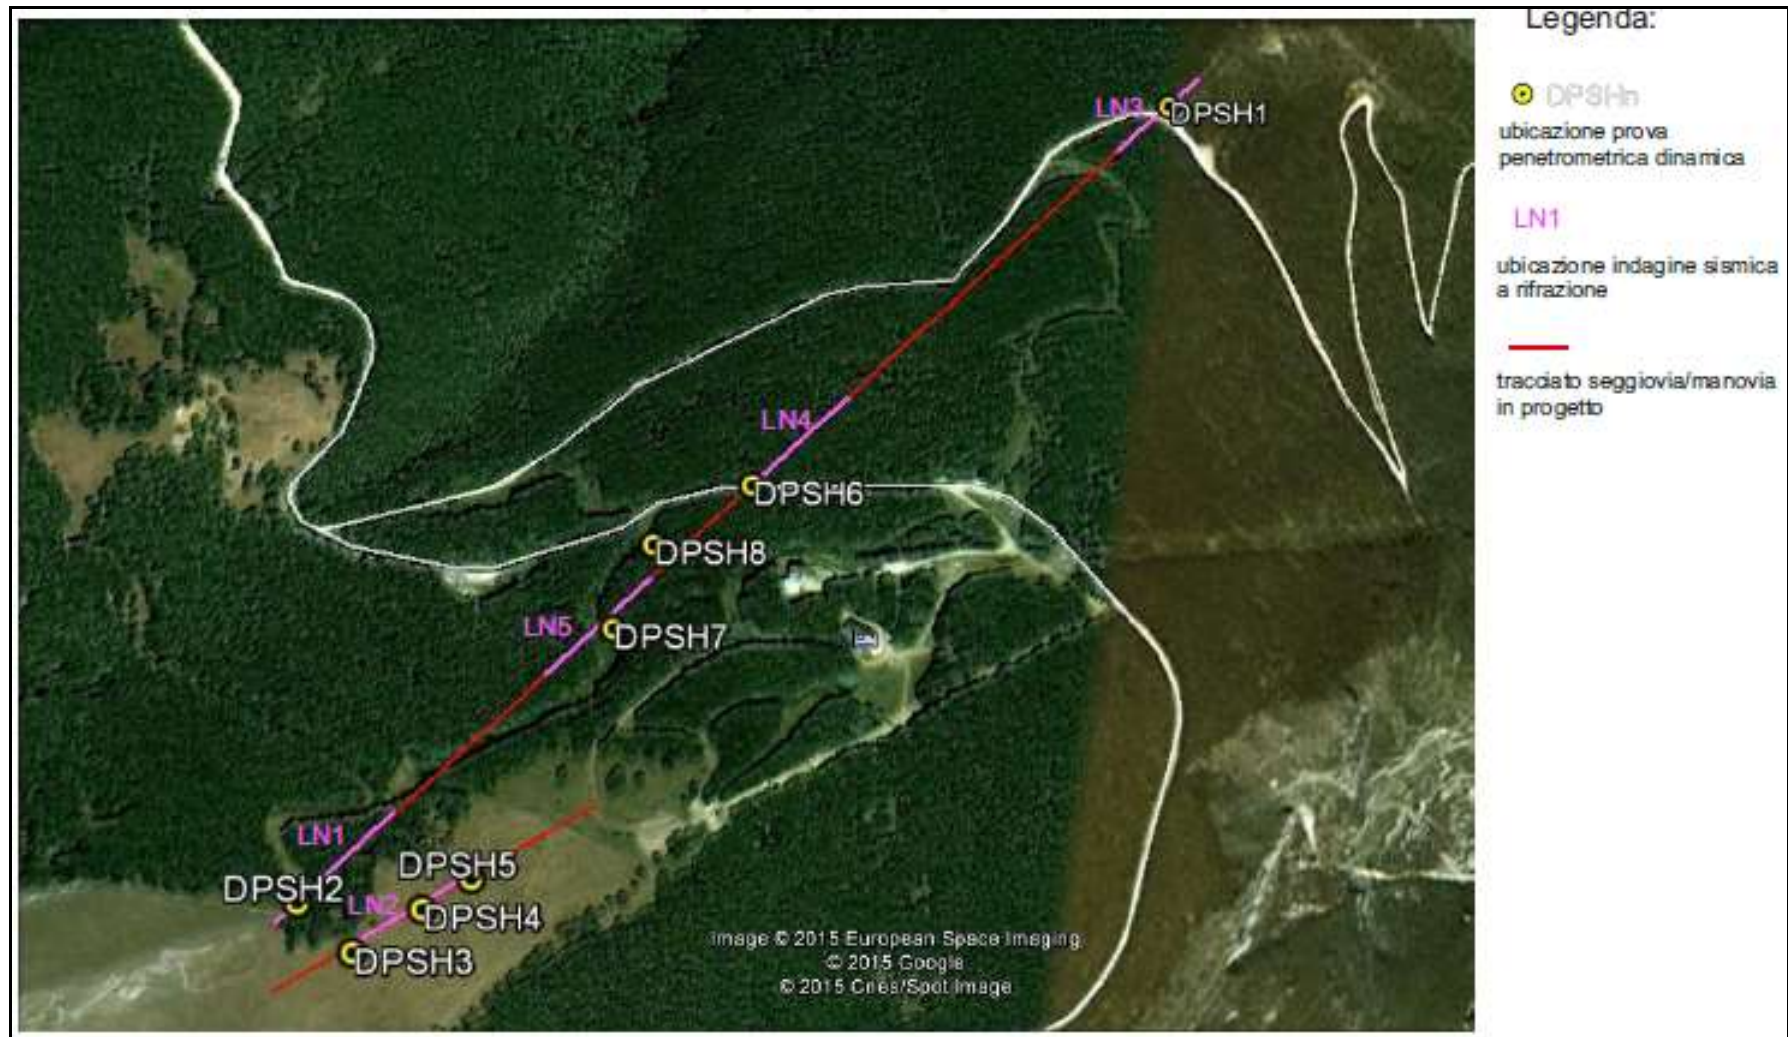 Legenda:
DPSHn
ubicazione prova
penetrometrica dinamica
LN1
ubicazione indagine sismica
a rifrazione
tracciato seggiovia/manovia
in progetto
LN3
DPSH1
LN4
DPSH6
DPSH8
LN5
DPSH7
LN1
DPSH5
DPSH2
LN2
DPSH4
DPSH3
Image © 2015 European Space Imaging
© 2015 Google
© 2015 Cnes/Spot Image